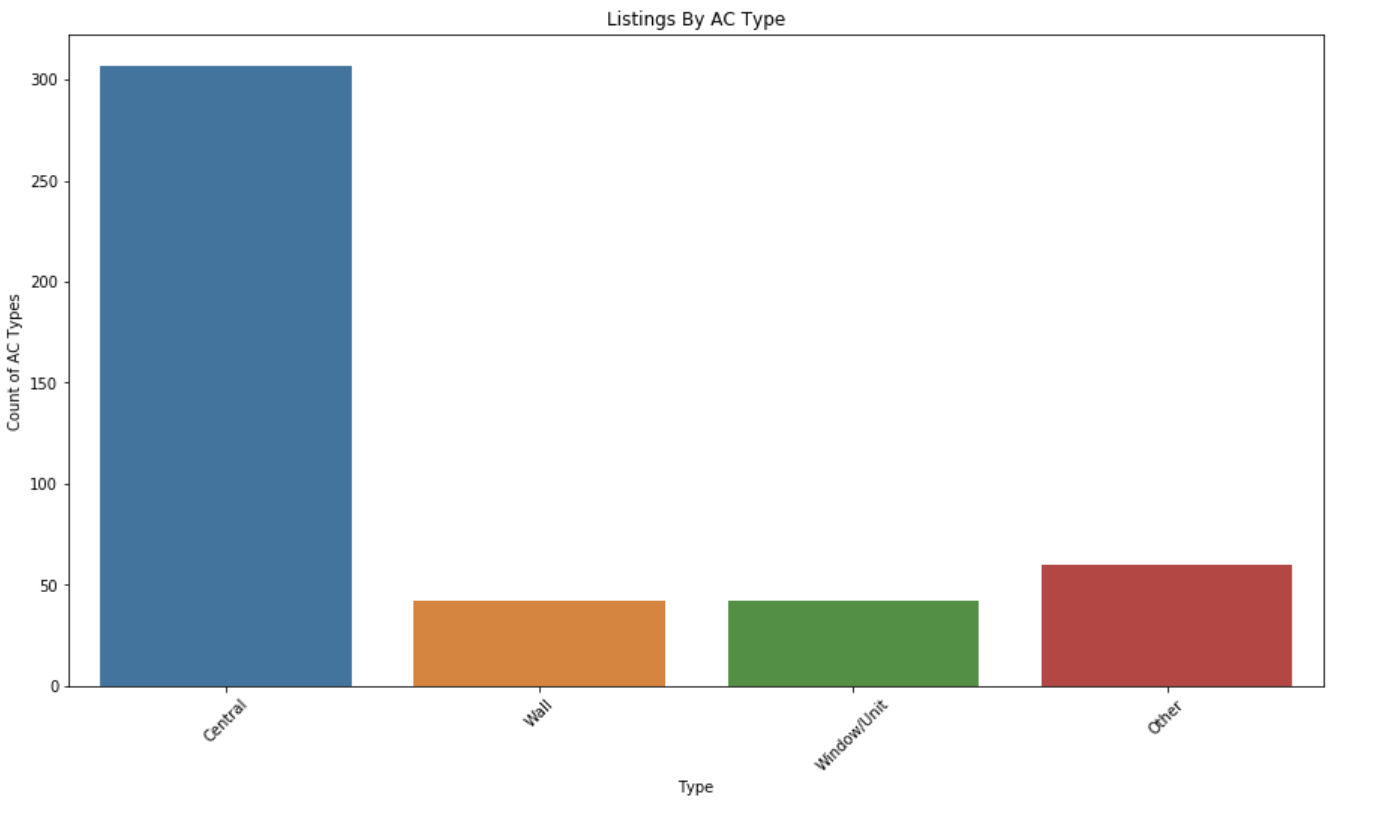 Listings By AC Type
Count of AC Types
300
250
200
150
100
50
0
Central
Wall
Window/Unit
Other
Type